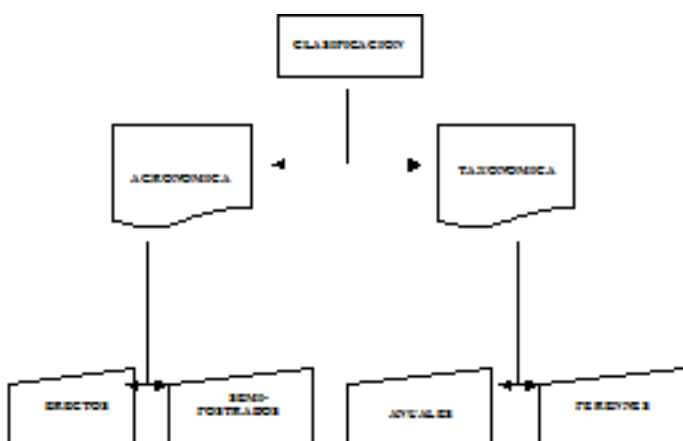 CLASIFICACION
AGRONOMICA
TAXONOMICA
ERECTOS
SEMI-
POSTRADOS
ANUALES
PERENNES